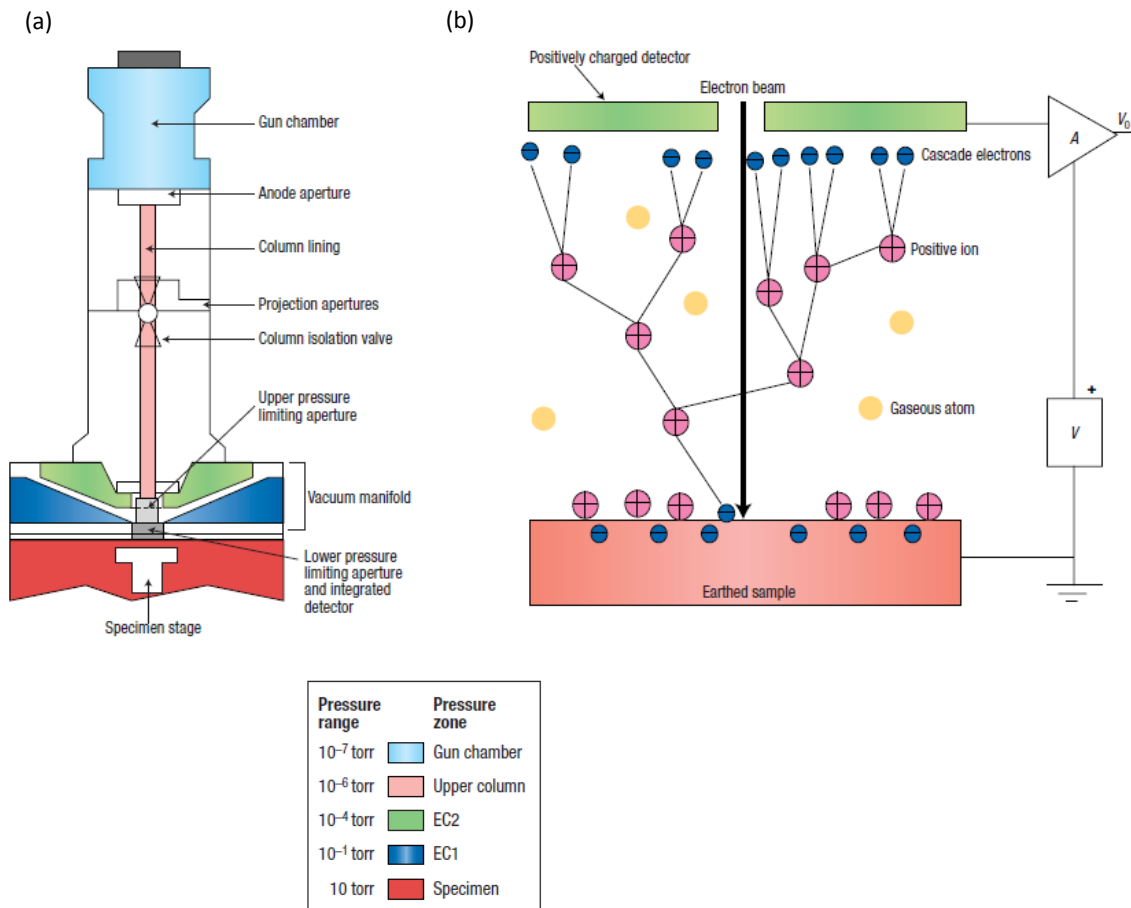 (a)
Gun chamber
Anode aperture
Column lining
Projection apertures
Column isolation valve
Upper pressure
limiting aperture
Vacuum manifold
Lower pressure
limiting aperture
and integrated
detector
Specimen stage
(b)
Positively charged detector
Electron beam
A
V₀
Cascade electrons
Positive ion
Gaseous atom
+
V
Earthed sample
Pressure range Pressure zone
10⁻⁷ torr Gun chamber
10⁻⁶ torr Upper column
10⁻⁴ torr EC2
10⁻¹ torr EC1
10 torr Specimen